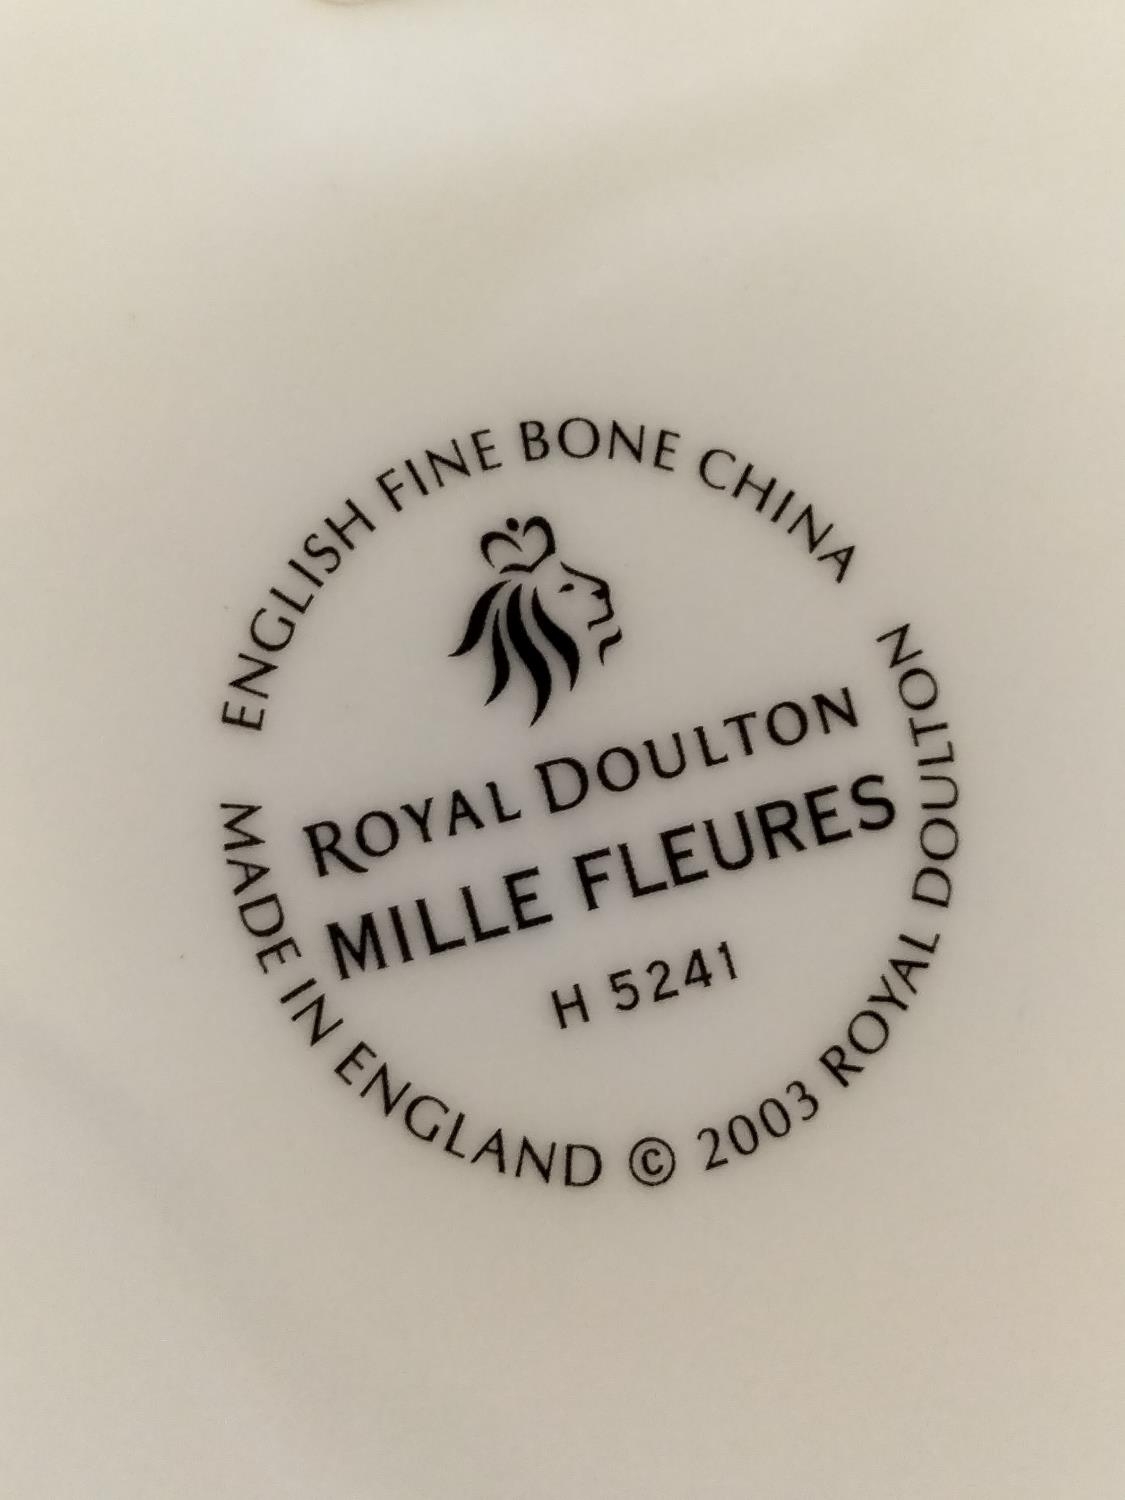 ENGLISH FINE BONE CHINA
ROYAL DOULTON
MILLE FLEURES
H 5241
MADE IN ENGLAND © 2003 ROYAL DOULTON